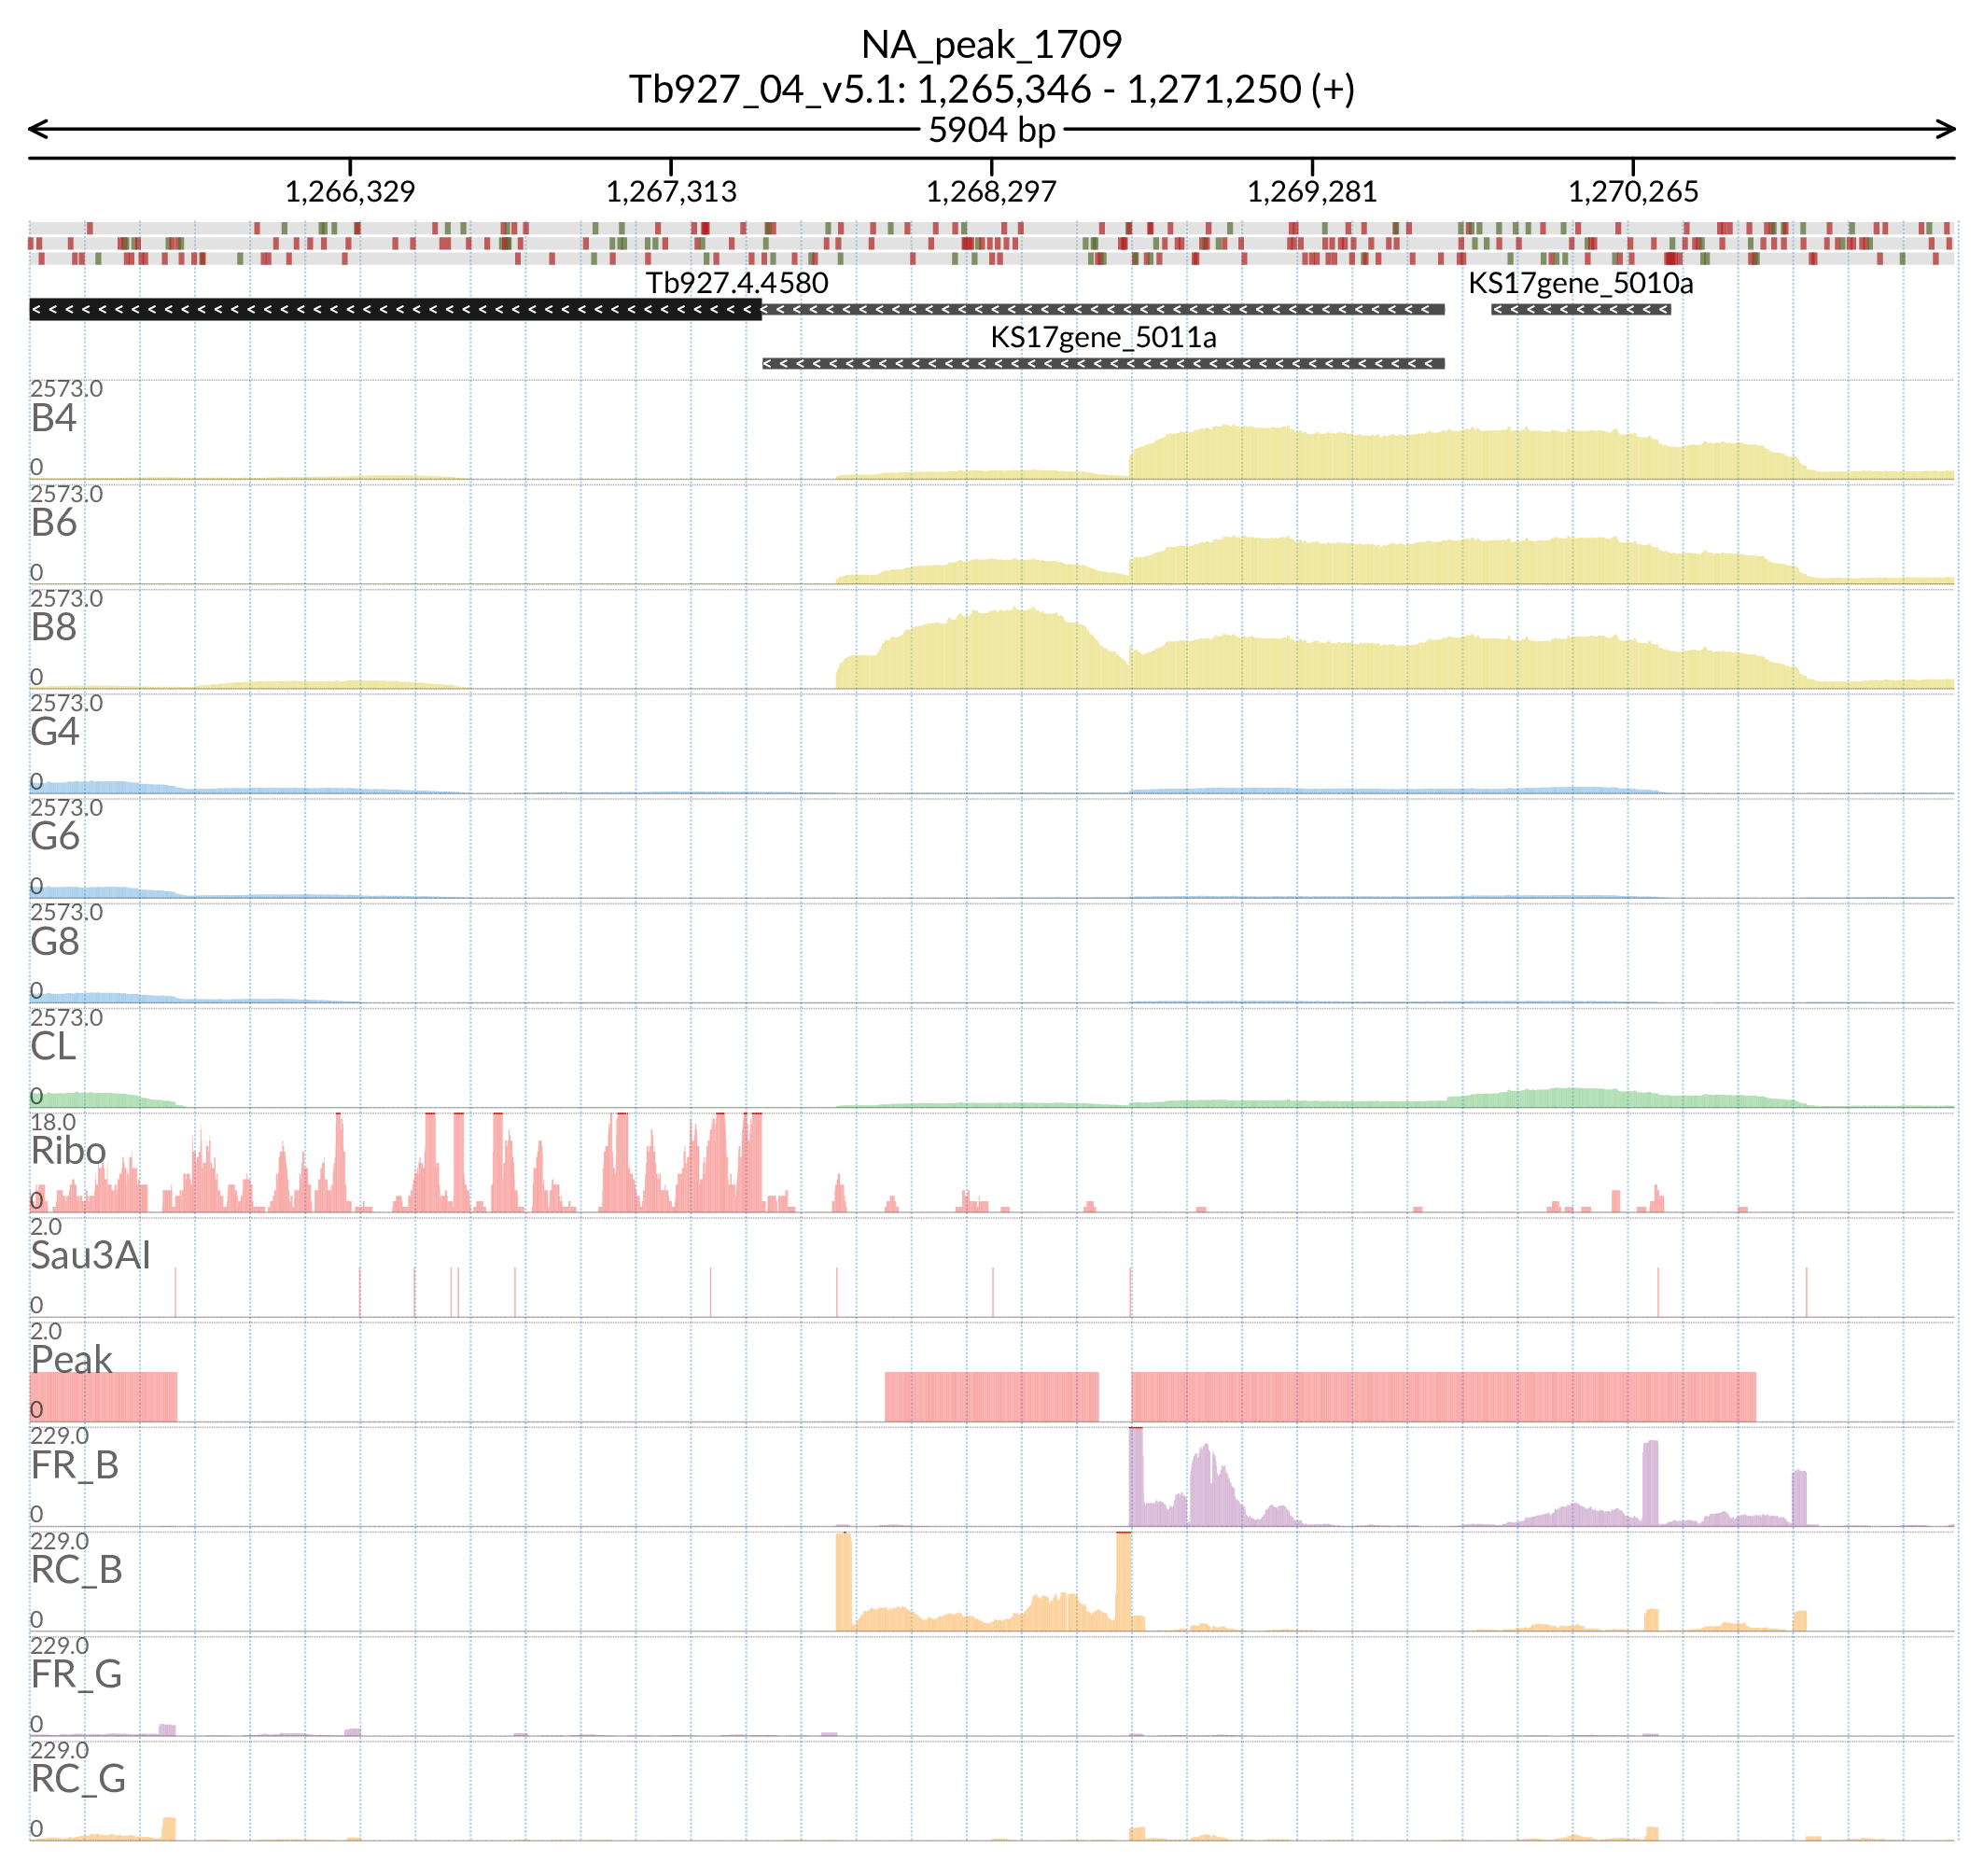 NA_peak_1709
Tb927_04_v5.1: 1,265,346 - 1,271,250 (+)
5904 bp
1,266,329 1,267,313 1,268,297 1,269,281 1,270,265
Tb927.4.4580 KS17gene_5010a
KS17gene_5011a
2573.0
B4
0
2573.0
B6
0
2573.0
B8
0
2573.0
G4
0
2573.0
G6
0
2573.0
G8
0
2573.0
CL
0
18.0
Ribo
0
2.0
Sau3AI
0
2.0
Peak
0
229.0
FR_B
0
229.0
RC_B
0
229.0
FR_G
0
229.0
RC_G
0